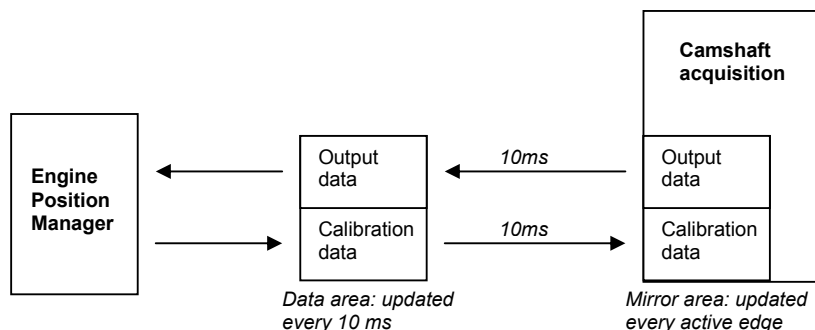 Camshaft
acquisition
Engine
Position
Manager
Output
data
10ms
Output
data
Calibration
data
10ms
Calibration
data
Data area: updated
every 10 ms
Mirror area: updated
every active edge